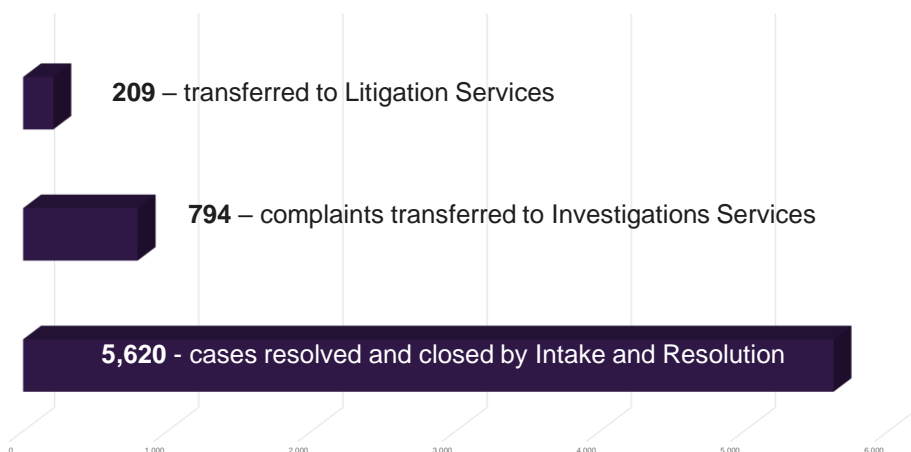 209 – transferred to Litigation Services
794 – complaints transferred to Investigations Services
5,620 - cases resolved and closed by Intake and Resolution
0 1 000 2 000 3 000 4 000 5 000 6 000